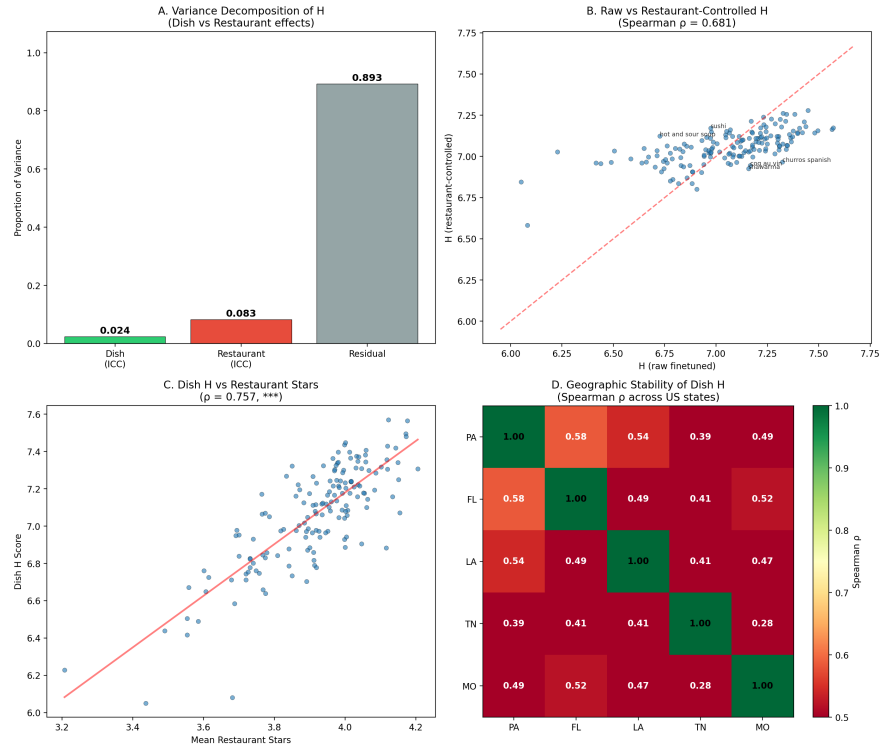 A. Variance Decomposition of H
(Dish vs Restaurant effects)
Proportion of Variance
1.0
0.8
0.6
0.4
0.2
0.0
0.024
0.083
0.893
Dish
(ICC)
Restaurant
(ICC)
Residual
B. Raw vs Restaurant-Controlled H
(Spearman ρ = 0.681)
H (restaurant-controlled)
7.75
7.50
7.25
7.00
6.75
6.50
6.25
6.00
sushi
hot and sour soup
churros spanish
coq au vin
shawarma
6.00 6.25 6.50 6.75 7.00 7.25 7.50 7.75
H (raw finetuned)
C. Dish H vs Restaurant Stars
(ρ = 0.757, ***)
Dish H Score
7.6
7.4
7.2
7.0
6.8
6.6
6.4
6.2
6.0
3.2 3.4 3.6 3.8 4.0 4.2
Mean Restaurant Stars
D. Geographic Stability of Dish H
(Spearman ρ across US states)
PA 1.00 0.58 0.54 0.39 0.49
FL 0.58 1.00 0.49 0.41 0.52
LA 0.54 0.49 1.00 0.41 0.47
TN 0.39 0.41 0.41 1.00 0.28
MO 0.49 0.52 0.47 0.28 1.00
PA FL LA TN MO
1.0
0.9
0.8
0.7
0.6
0.5
Spearman ρ